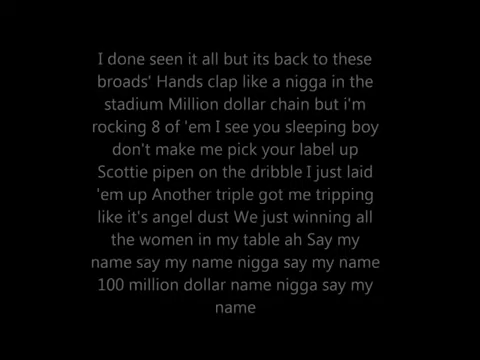 I done seen it all but its back to these
broads' Hands clap like a nigga in the
stadium Million dollar chain but i'm
rocking 8 of 'em I see you sleeping boy
don't make me pick your label up
Scottie pipen on the dribble I just laid
'em up Another triple got me tripping
like it's angel dust We just winning all
the women in my table ah Say my
name say my name nigga say my name
100 million dollar name nigga say my
name